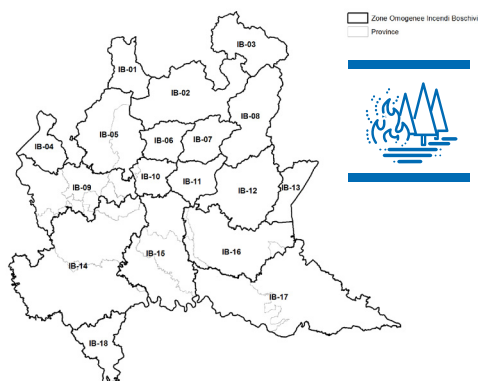 Zone Omogenee Incendi Boschivi
Province
IB-03
IB-01
IB-02
IB-08
IB-05
IB-06
IB-07
IB-04
IB-10
IB-11
IB-09
IB-12
IB-13
IB-15
IB-16
IB-14
IB-17
IB-18